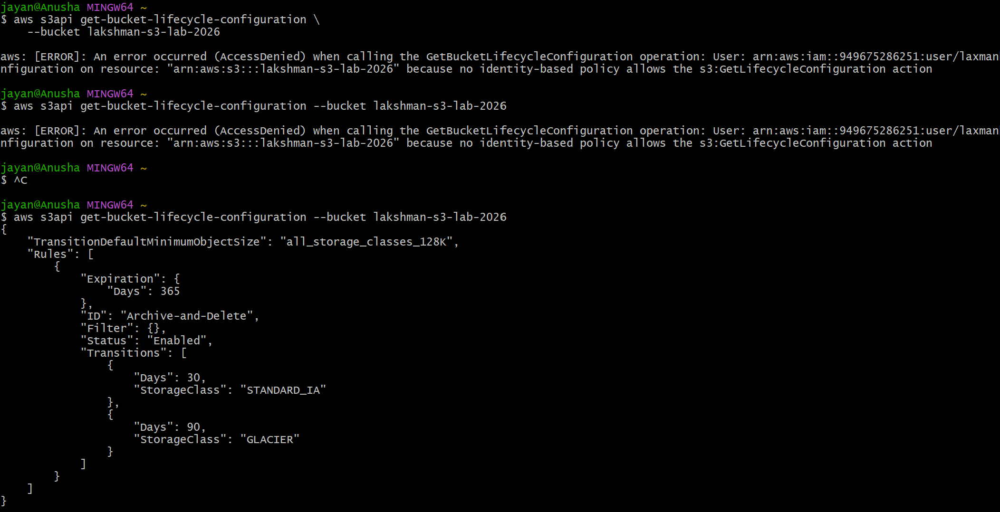 jayan@Anusha MINGW64 ~
$ aws s3api get-bucket-lifecycle-configuration \
    --bucket lakshman-s3-lab-2026

aws: [ERROR]: An error occurred (AccessDenied) when calling the GetBucketLifecycleConfiguration operation: User: arn:aws:iam::949675286251:user/laxman
nfiguration on resource: "arn:aws:s3:::lakshman-s3-lab-2026" because no identity-based policy allows the s3:GetLifecycleConfiguration action

jayan@Anusha MINGW64 ~
$ aws s3api get-bucket-lifecycle-configuration --bucket lakshman-s3-lab-2026

aws: [ERROR]: An error occurred (AccessDenied) when calling the GetBucketLifecycleConfiguration operation: User: arn:aws:iam::949675286251:user/laxman
nfiguration on resource: "arn:aws:s3:::lakshman-s3-lab-2026" because no identity-based policy allows the s3:GetLifecycleConfiguration action

jayan@Anusha MINGW64 ~
$ ^C

jayan@Anusha MINGW64 ~
$ aws s3api get-bucket-lifecycle-configuration --bucket lakshman-s3-lab-2026
{
    "TransitionDefaultMinimumObjectSize": "all_storage_classes_128K",
    "Rules": [
        {
            "Expiration": {
                "Days": 365
            },
            "ID": "Archive-and-Delete",
            "Filter": {},
            "Status": "Enabled",
            "Transitions": [
                {
                    "Days": 30,
                    "StorageClass": "STANDARD_IA"
                },
                {
                    "Days": 90,
                    "StorageClass": "GLACIER"
                }
            ]
        }
    ]
}